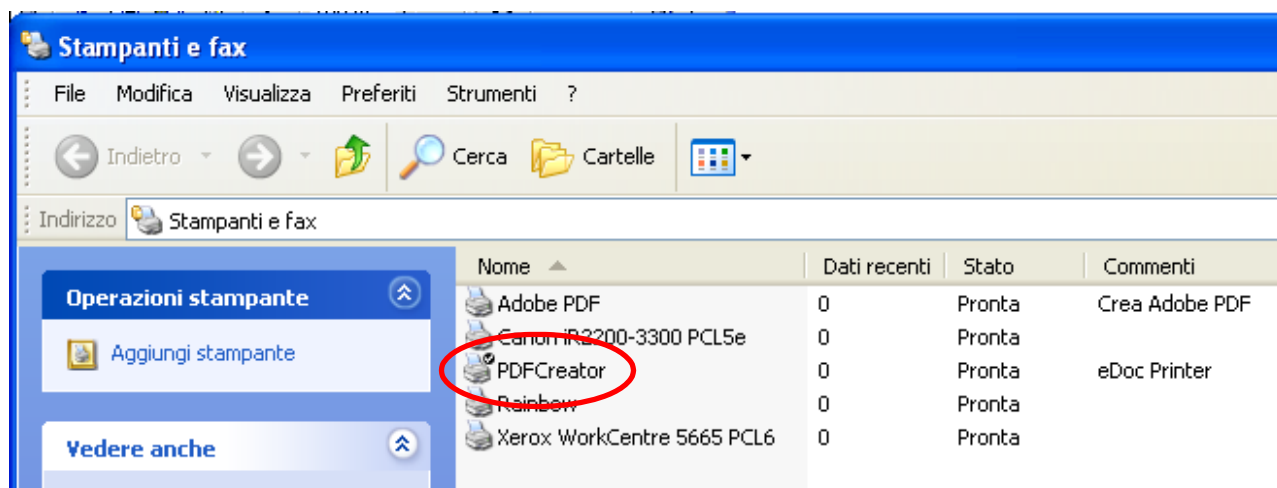 Stampanti e fax
File Modifica Visualizza Preferiti Strumenti ?
Indietro Cerca Cartelle
Indirizzo Stampanti e fax
Nome Dati recenti Stato Commenti
Operazioni stampante
Aggiungi stampante
Vedere anche
Adobe PDF 0 Pronta Crea Adobe PDF
Canon iR2200-3300 PCL5e 0 Pronta
PDFCreator 0 Pronta eDoc Printer
Rainbow 0 Pronta
Xerox WorkCentre 5665 PCL6 0 Pronta